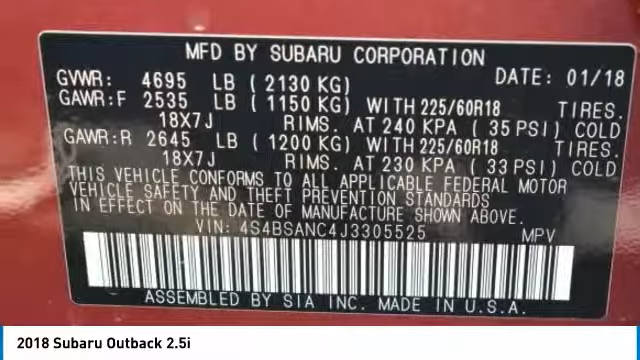 MFD BY SUBARU CORPORATION
GVWR: 4695 LB ( 2130 KG) DATE: 01/18
GAWR:F 2535 LB ( 1150 KG) WITH 225/60R18 TIRES.
18X7J RIMS. AT 240 KPA ( 35 PSI) COLD
GAWR:R 2645 LB ( 1200 KG) WITH 225/60R18 TIRES.
18X7J RIMS. AT 230 KPA ( 33 PSI) COLD
THIS VEHICLE CONFORMS TO ALL APPLICABLE FEDERAL MOTOR
VEHICLE SAFETY AND THEFT PREVENTION STANDARDS
IN EFFECT ON THE DATE OF MANUFACTURE SHOWN ABOVE.
VIN: 4S4BSANC4J3305525 MPV
ASSEMBLED BY SIA INC. MADE IN U.S.A.
2018 Subaru Outback 2.5i